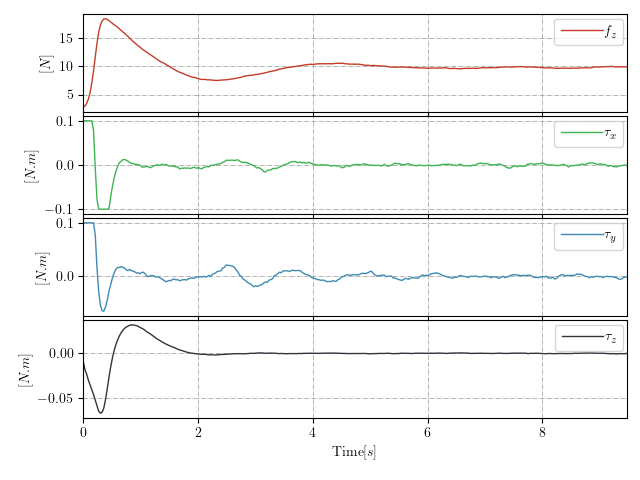 [N]
15
10
5
f_z
[N.m]
0.1
0.0
−0.1
τ_x
[N.m]
0.1
0.0
τ_y
[N.m]
0.00
−0.05
τ_z
0 2 4 6 8
Time[s]